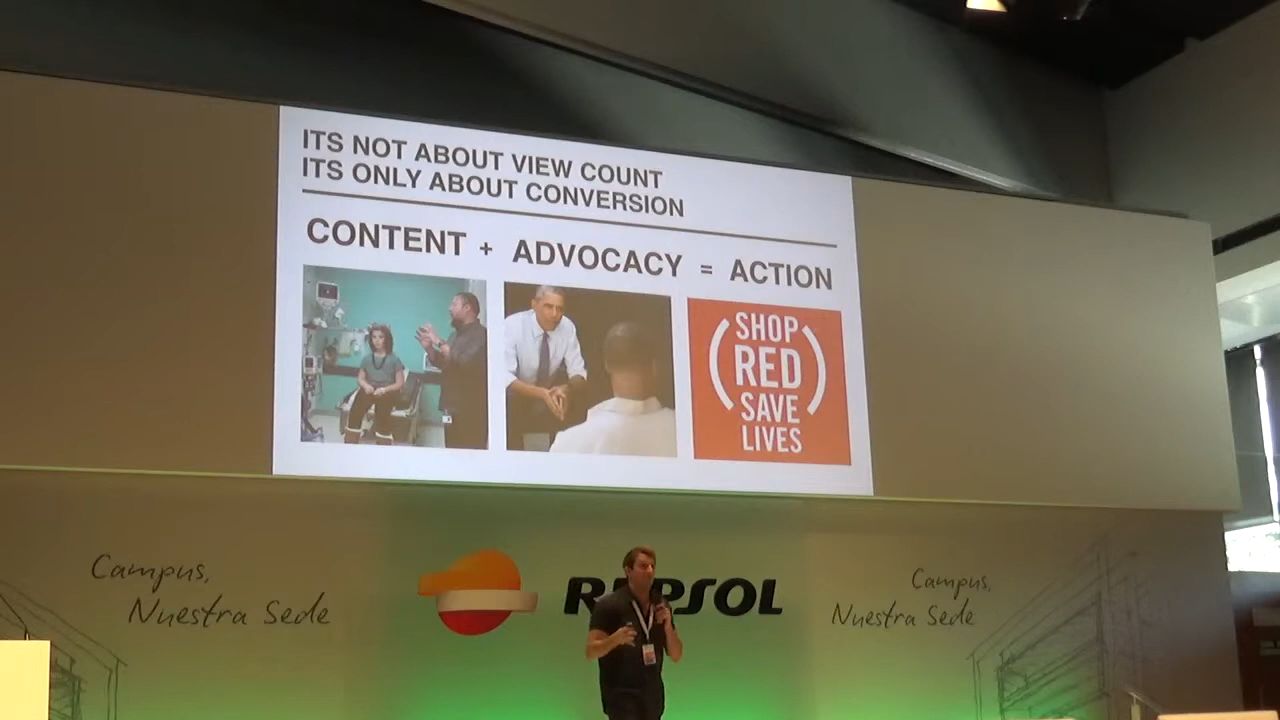 ITS NOT ABOUT VIEW COUNT
ITS ONLY ABOUT CONVERSION
CONTENT + ADVOCACY = ACTION
(SHOP
RED
SAVE
LIVES)
Campus,
Nuestra Sede
REPSOL
Campus,
Nuestra Sede